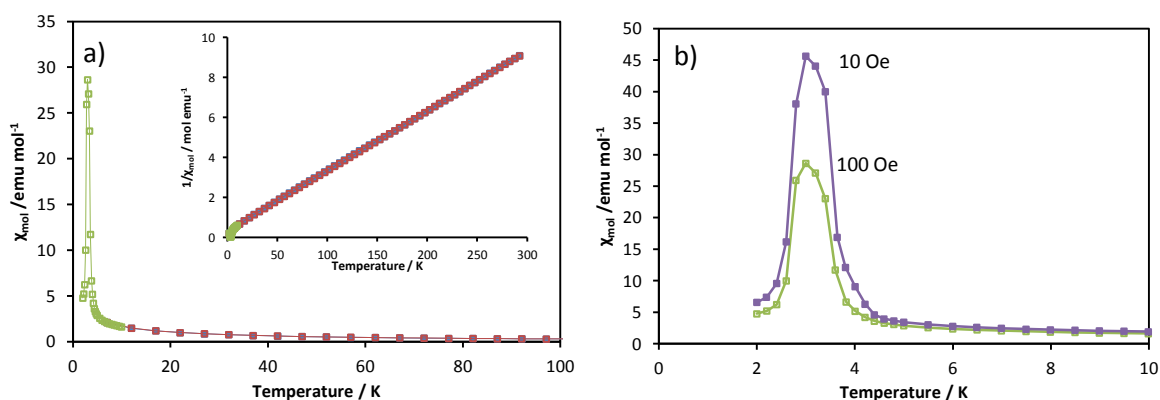 a)
35
30
25
20
15
10
5
0
χmol /emu mol⁻¹
0 20 40 60 80 100
Temperature / K
10
8
6
4
2
0
1/χmol / mol emu⁻¹
0 50 100 150 200 250 300
Temperature / K
b)
50
45
40
35
30
25
20
15
10
5
0
χmol /emu mol⁻¹
10 Oe
100 Oe
0 2 4 6 8 10
Temperature / K